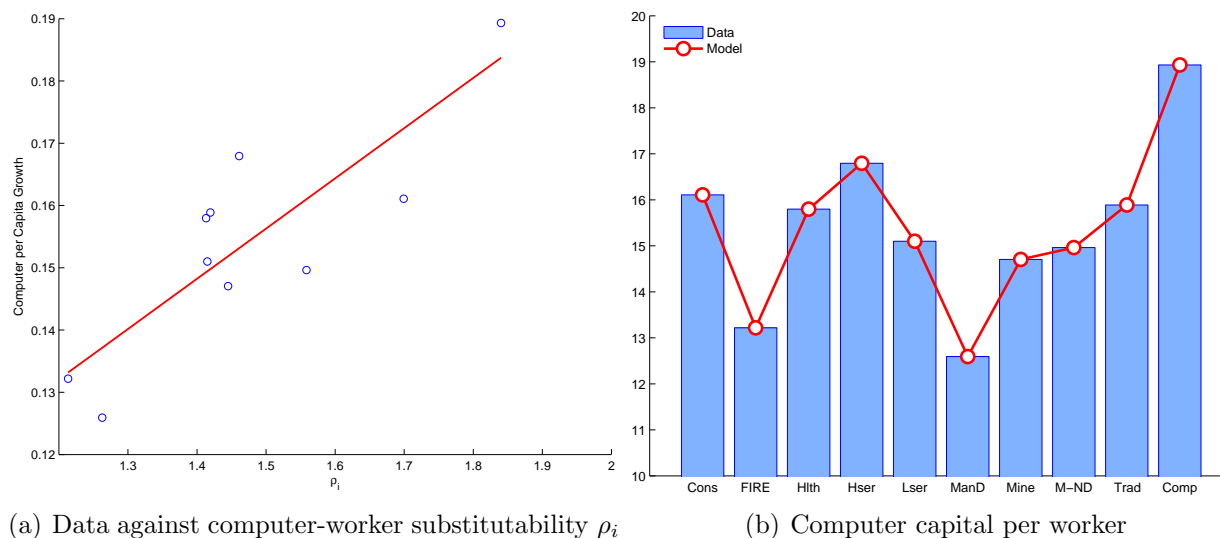 0.19
0.18
0.17
0.16
0.15
0.14
0.13
0.12
Computer per Capita Growth
1.3 1.4 1.5 1.6 1.7 1.8 1.9 2
ρi
(a) Data against computer-worker substitutability ρi
20
19
18
17
16
15
14
13
12
11
10
Data
Model
Cons FIRE Hlth Hser Lser ManD Mine M−ND Trad Comp
(b) Computer capital per worker